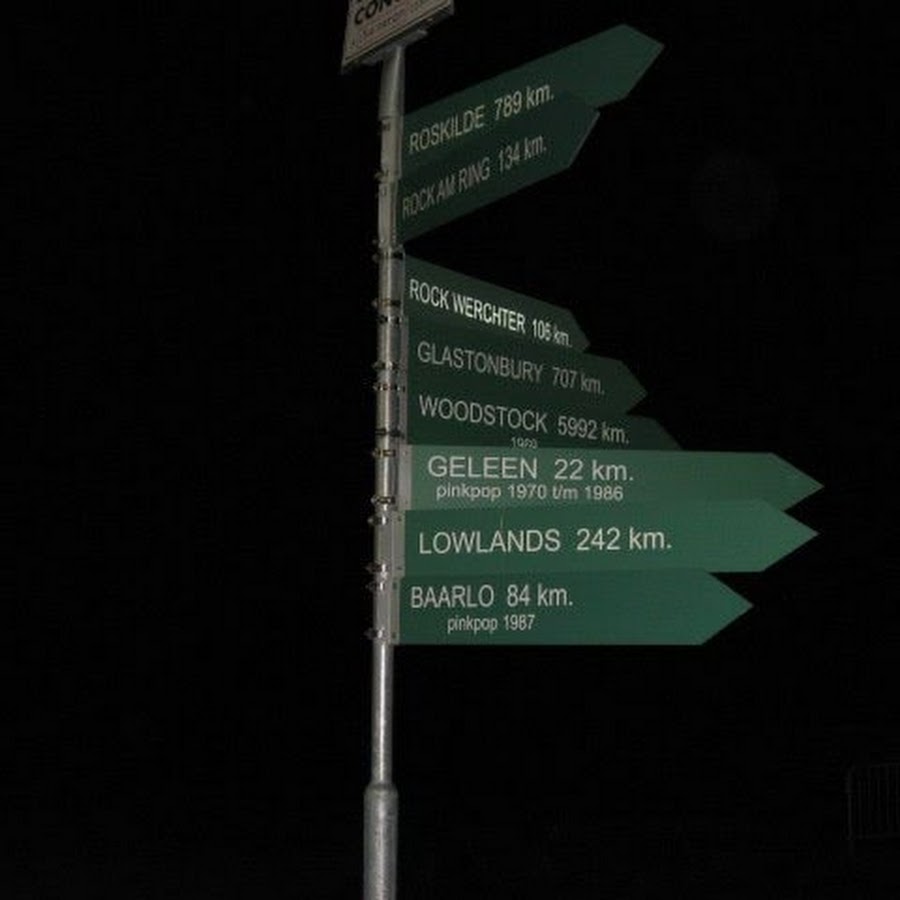 ROSKILDE 789 km.
ROCK AM RING 134 km.
ROCK WERCHTER 106 km.
GLASTONBURY 707 km.
WOODSTOCK 5992 km.
1969
GELEEN 22 km.
pinkpop 1970 t/m 1986
LOWLANDS 242 km.
BAARLO 84 km.
pinkpop 1987